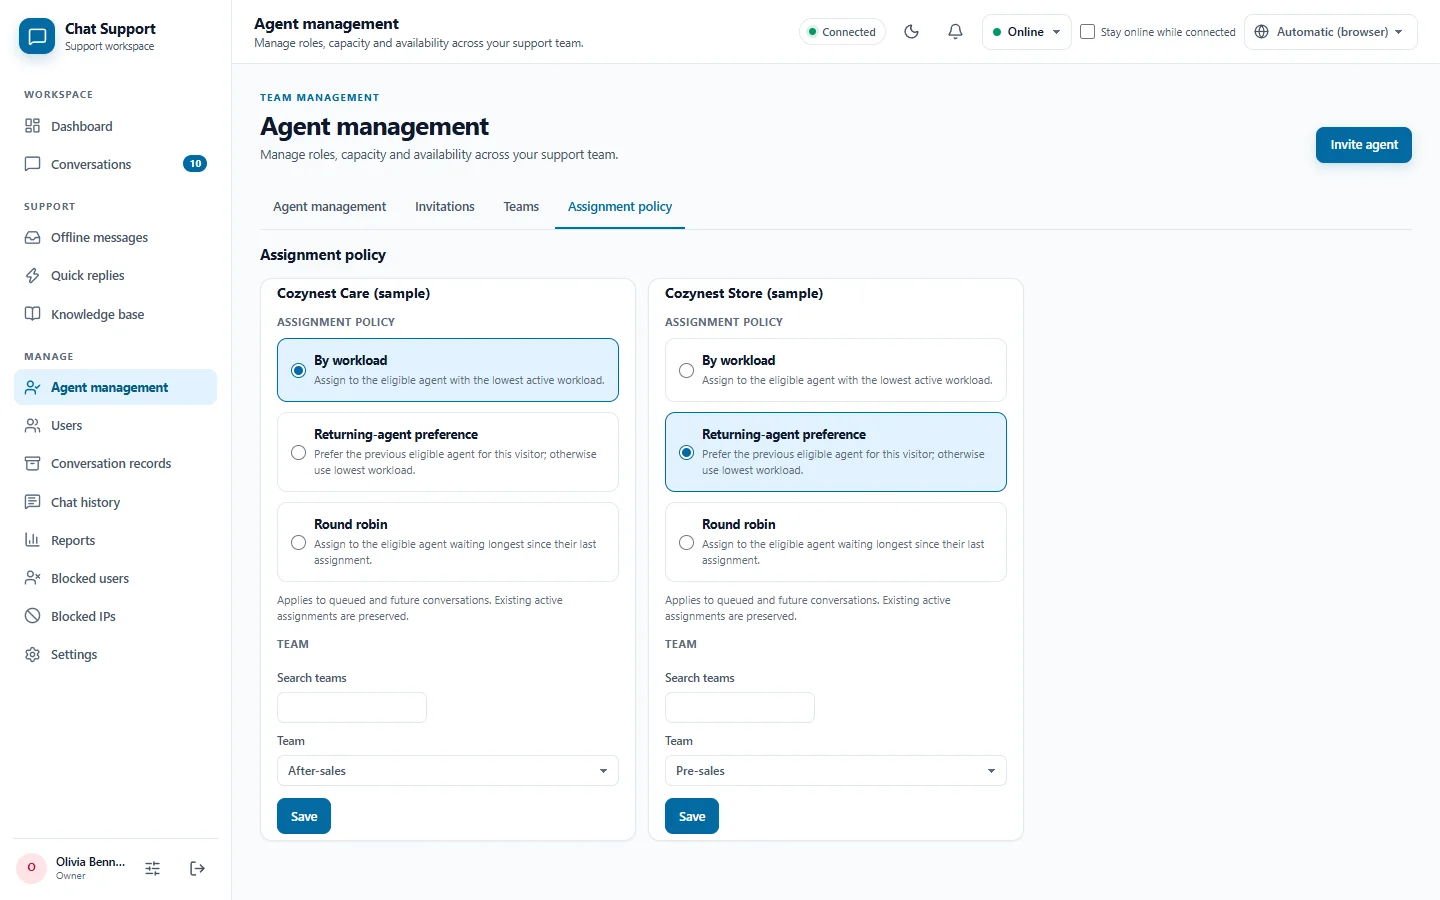 Chat Support
Support workspace
WORKSPACE
Dashboard
Conversations
10
SUPPORT
Offline messages
Quick replies
Knowledge base
MANAGE
Agent management
Users
Conversation records
Chat history
Reports
Blocked users
Blocked IPs
Settings
O
Olivia Benn...
Owner
Agent management
Manage roles, capacity and availability across your support team.
Connected
Online
Stay online while connected
Automatic (browser)
TEAM MANAGEMENT
Agent management
Manage roles, capacity and availability across your support team.
Invite agent
Agent management
Invitations
Teams
Assignment policy
Assignment policy
Cozynest Care (sample)
ASSIGNMENT POLICY
By workload
Assign to the eligible agent with the lowest active workload.
Returning-agent preference
Prefer the previous eligible agent for this visitor; otherwise
use lowest workload.
Round robin
Assign to the eligible agent waiting longest since their last
assignment.
Applies to queued and future conversations. Existing active
assignments are preserved.
TEAM
Search teams
Team
After-sales
Save
Cozynest Store (sample)
ASSIGNMENT POLICY
By workload
Assign to the eligible agent with the lowest active workload.
Returning-agent preference
Prefer the previous eligible agent for this visitor; otherwise
use lowest workload.
Round robin
Assign to the eligible agent waiting longest since their last
assignment.
Applies to queued and future conversations. Existing active
assignments are preserved.
TEAM
Search teams
Team
Pre-sales
Save